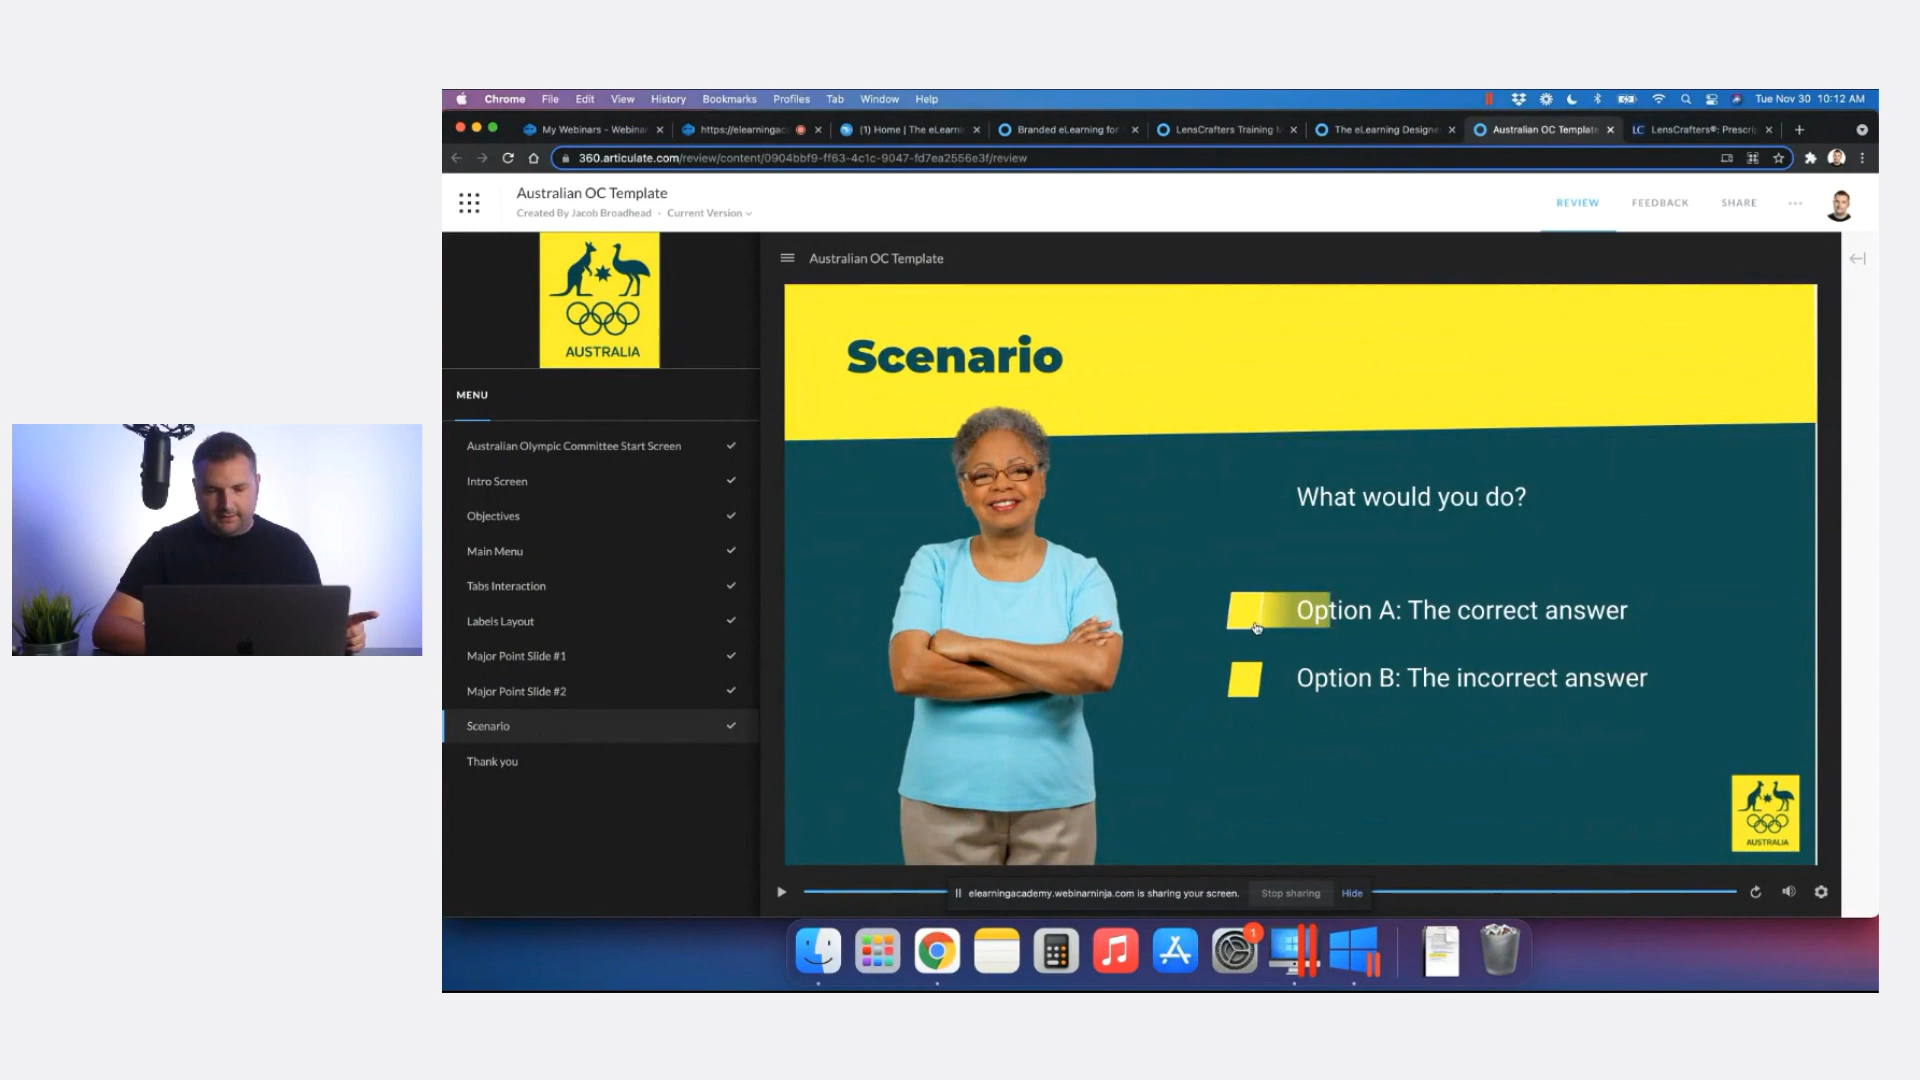 Chrome File Edit View History Bookmarks Profiles Tab Window Help
Tue Nov 30 10:12 AM
My Webinars - Webinar
https://elearningac
(1) Home | The eLearni
Branded eLearning for
LensCrafters Training
The eLearning Designe
Australian OC Template
LensCrafters®: Prescri
360.articulate.com/review/content/0904bbf9-ff63-4c1c-9047-fd7ea2556e3f/review
Australian OC Template
Created By Jacob Broadhead · Current Version
REVIEW FEEDBACK SHARE
AUSTRALIA
Australian OC Template
MENU
Australian Olympic Committee Start Screen
Intro Screen
Objectives
Main Menu
Tabs Interaction
Labels Layout
Major Point Slide #1
Major Point Slide #2
Scenario
Thank you
Scenario
What would you do?
Option A: The correct answer
Option B: The incorrect answer
AUSTRALIA
elearningacademy.webinarninja.com is sharing your screen. Stop sharing Hide
1